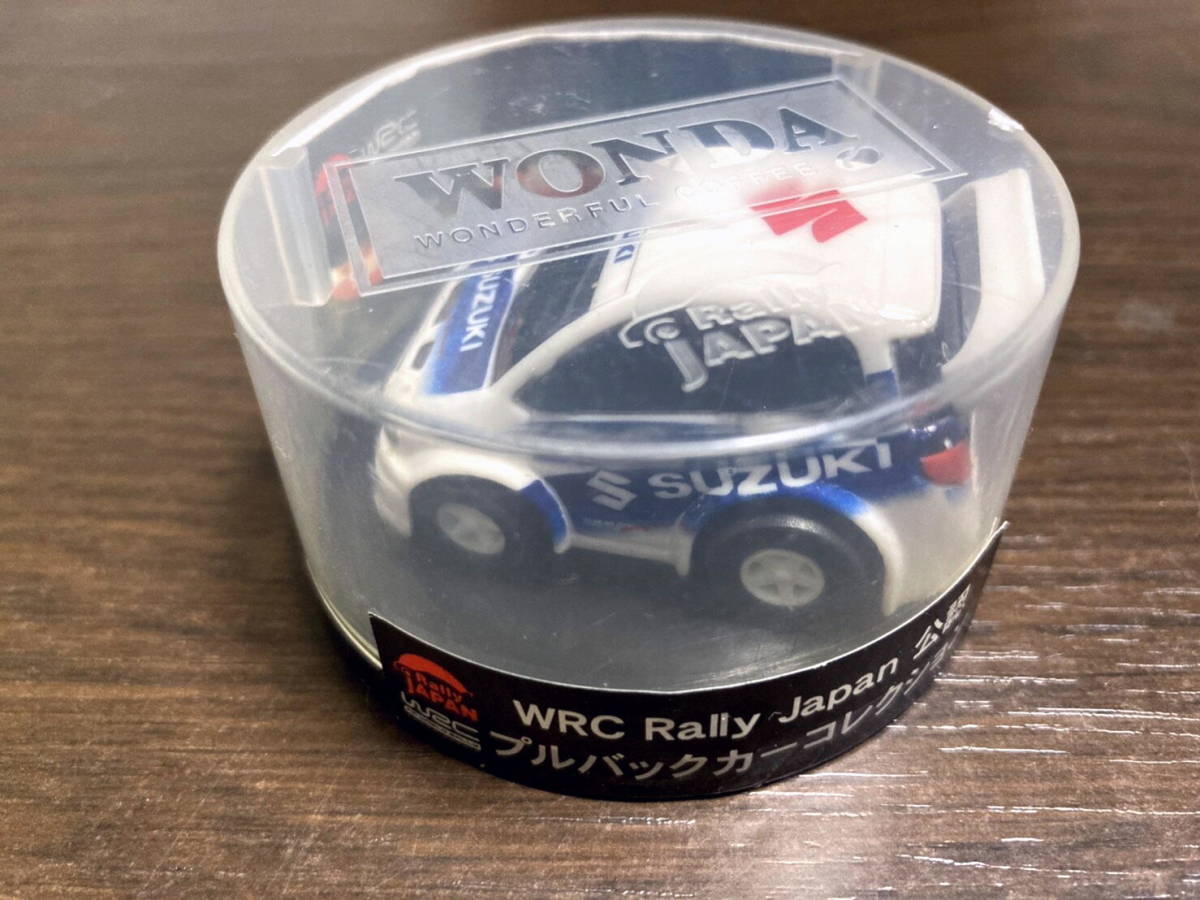 WRC
WONDA
WONDERFUL COFFEE
SUZUKI
Rally
JAPAN
SUZUKI
Rally
JAPAN
WRC
WRC Rally Japan 公認
プルバックカーコレクション